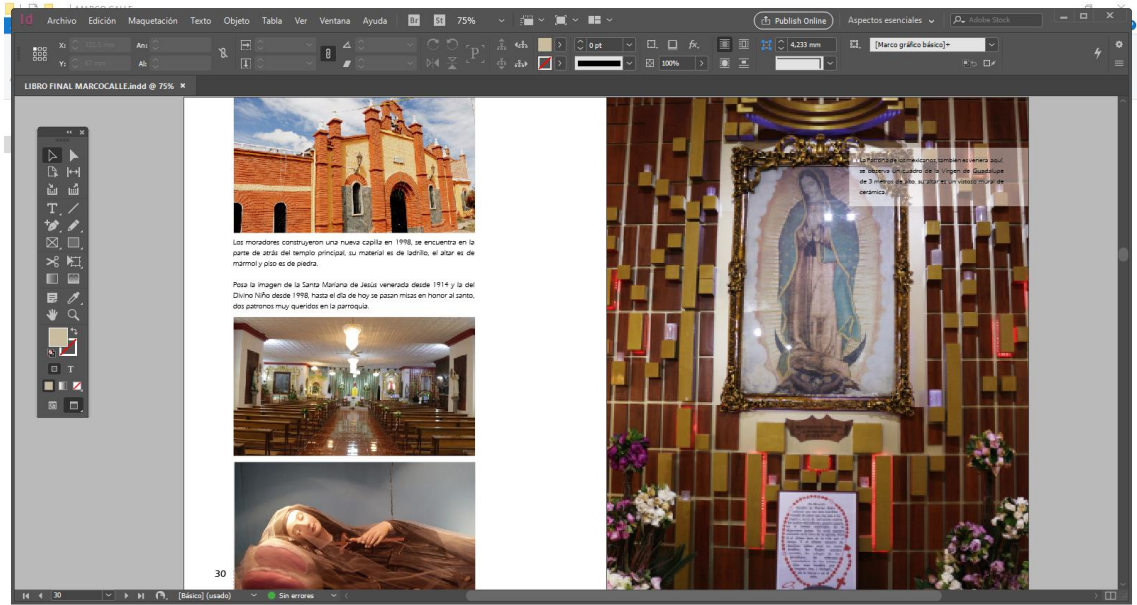 Id Archivo Edición Maquetación Texto Objeto Tabla Ver Ventana Ayuda Br St 75% Publish Online Aspectos esenciales Adobe Stock
X: An: 0 pt fx. 4,233 mm [Marco gráfico básico]+
Y: Al: 100%
LIBRO FINAL MARCOCALLE.indd @ 75% ×
Los moradores construyeron una nueva capilla en 1998, se encuentra en la
parte de atrás del templo principal, su material es de ladrillo, el altar es de
mármol y piso es de piedra.
Posa la imagen de la Santa Mariana de Jesús venerada desde 1914 y la del
Divino Niño desde 1998, hasta el día de hoy se pasan misas en honor al santo,
dos patronos muy queridos en la parroquia.
30
La Patrona de los mexicanos, también es venera aquí,
se observa un cuadro de la Virgen de Guadalupe
de 3 metros de alto, su altar es un vistoso mural de
cerámica.
30 [Básico] (usado) Sin errores